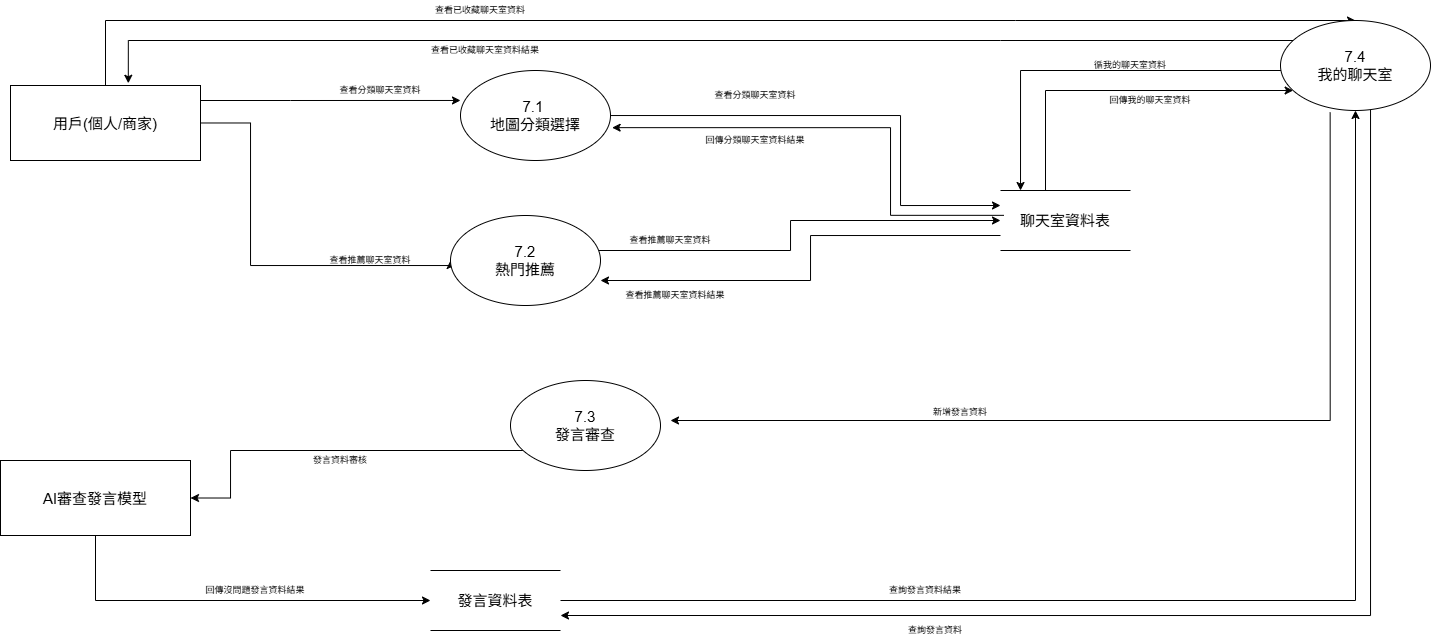 查看已收藏聊天室資料
查看已收藏聊天室資料結果
7.4
我的聊天室
係我的聊天室資料
回傳我的聊天室資料
用戶(個人/商家)
查看分類聊天室資料
7.1
地圖分類選擇
查看分類聊天室資料
回傳分類聊天室資料結果
聊天室資料表
查看推薦聊天室資料
7.2
熱門推薦
查看推薦聊天室資料
查看推薦聊天室資料結果
7.3
發言審查
新增發言資料
發言資料審核
AI審查發言模型
回傳沒問題發言資料結果
發言資料表
查詢發言資料結果
查詢發言資料